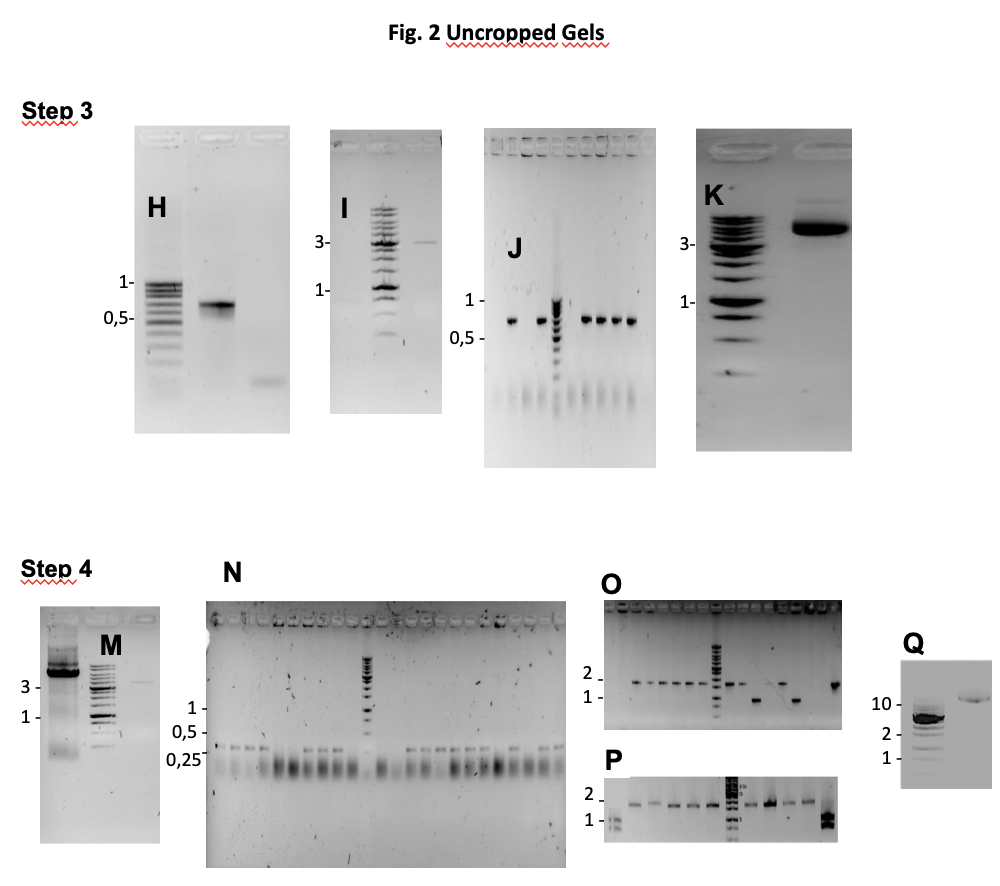 Fig. 2 Uncropped Gels
Step 3
H
1-
0,5-
I
3-
1-
J
1 -
0,5 -
K
3-
1-
Step 4
M
3 -
1 -
N
1 -
0,5 -
0,25-
O
2 -
1 -
P
2 -
1 -
Q
10 -
2 -
1 -